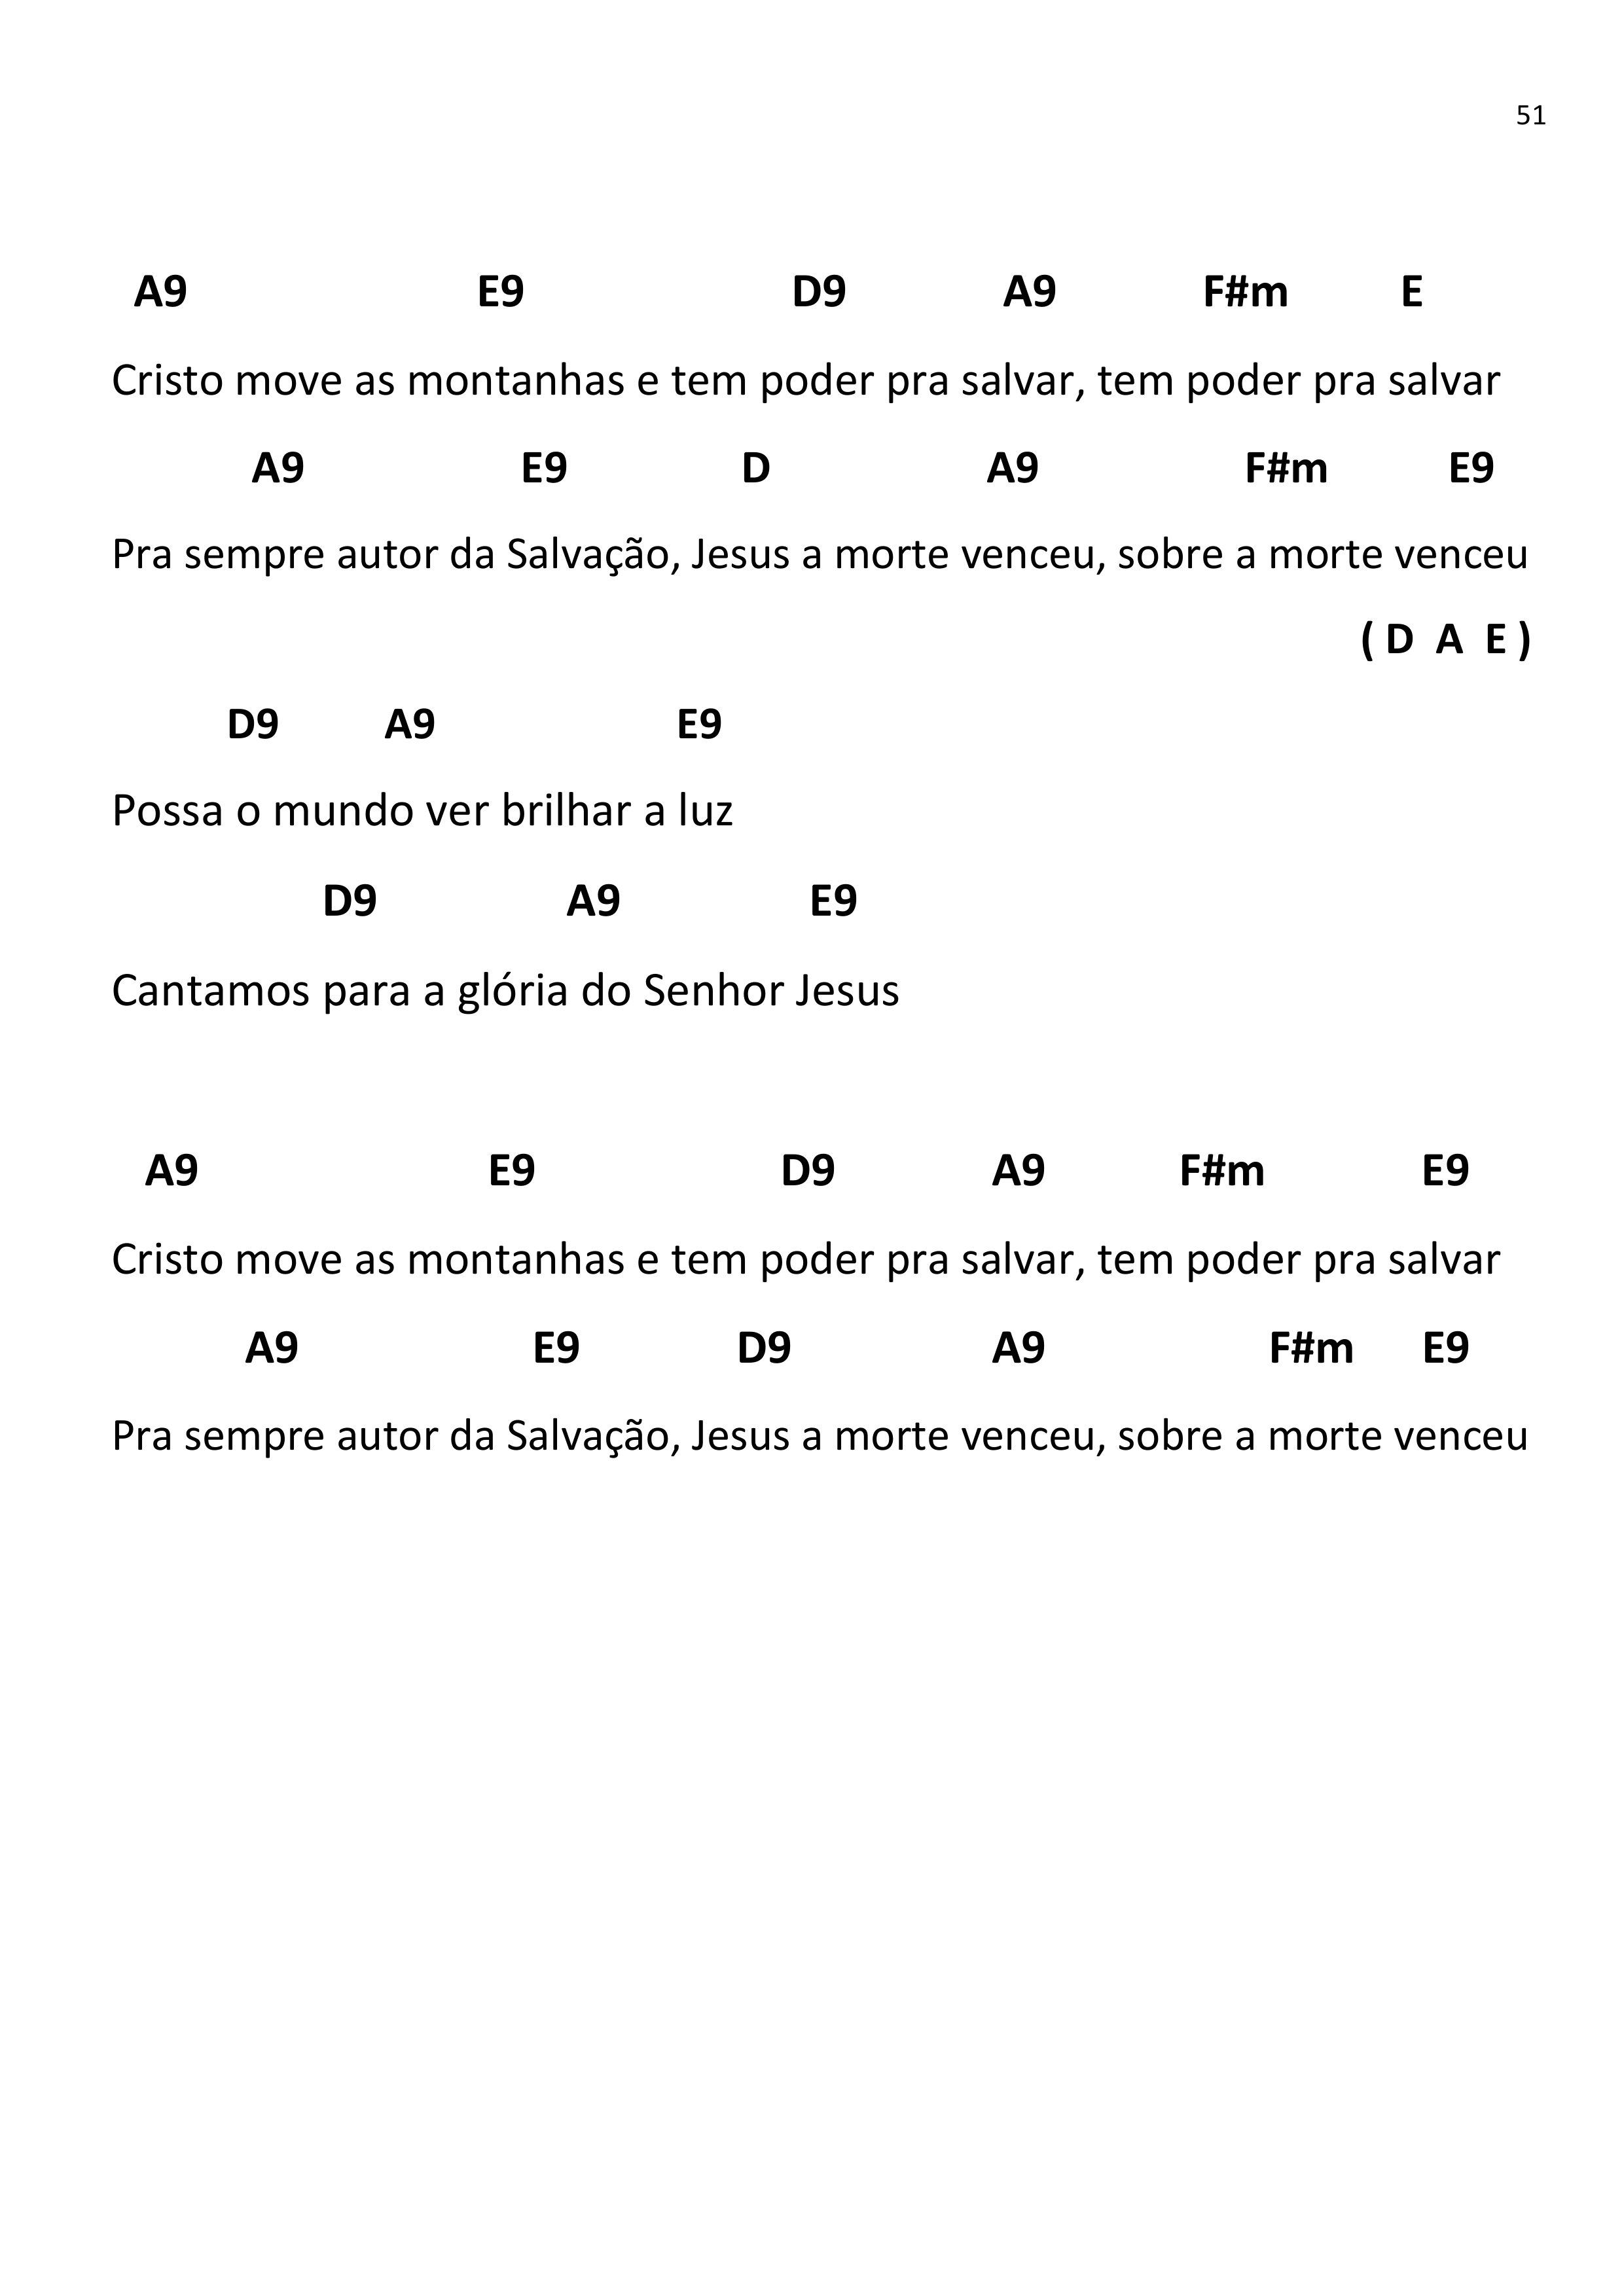 51
A9 E9 D9 A9 F#m E
Cristo move as montanhas e tem poder pra salvar, tem poder pra salvar
A9 E9 D A9 F#m E9
Pra sempre autor da Salvação, Jesus a morte venceu, sobre a morte venceu
( D A E )
D9 A9 E9
Possa o mundo ver brilhar a luz
D9 A9 E9
Cantamos para a glória do Senhor Jesus
A9 E9 D9 A9 F#m E9
Cristo move as montanhas e tem poder pra salvar, tem poder pra salvar
A9 E9 D9 A9 F#m E9
Pra sempre autor da Salvação, Jesus a morte venceu, sobre a morte venceu